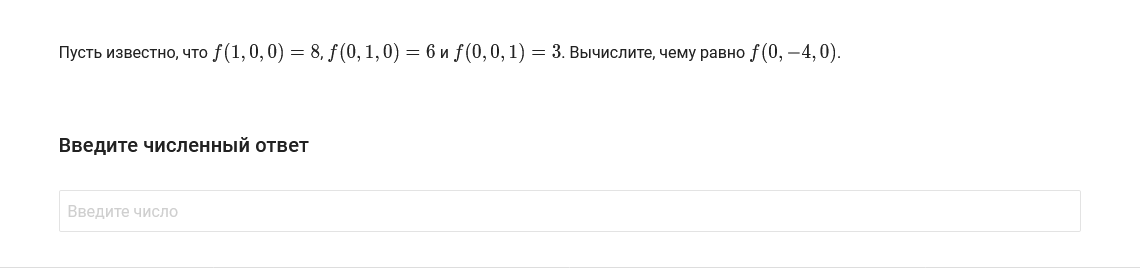 Пусть известно, что f(1, 0, 0) = 8, f(0, 1, 0) = 6 и f(0, 0, 1) = 3. Вычислите, чему равно f(0, −4, 0).
Введите численный ответ
Введите число